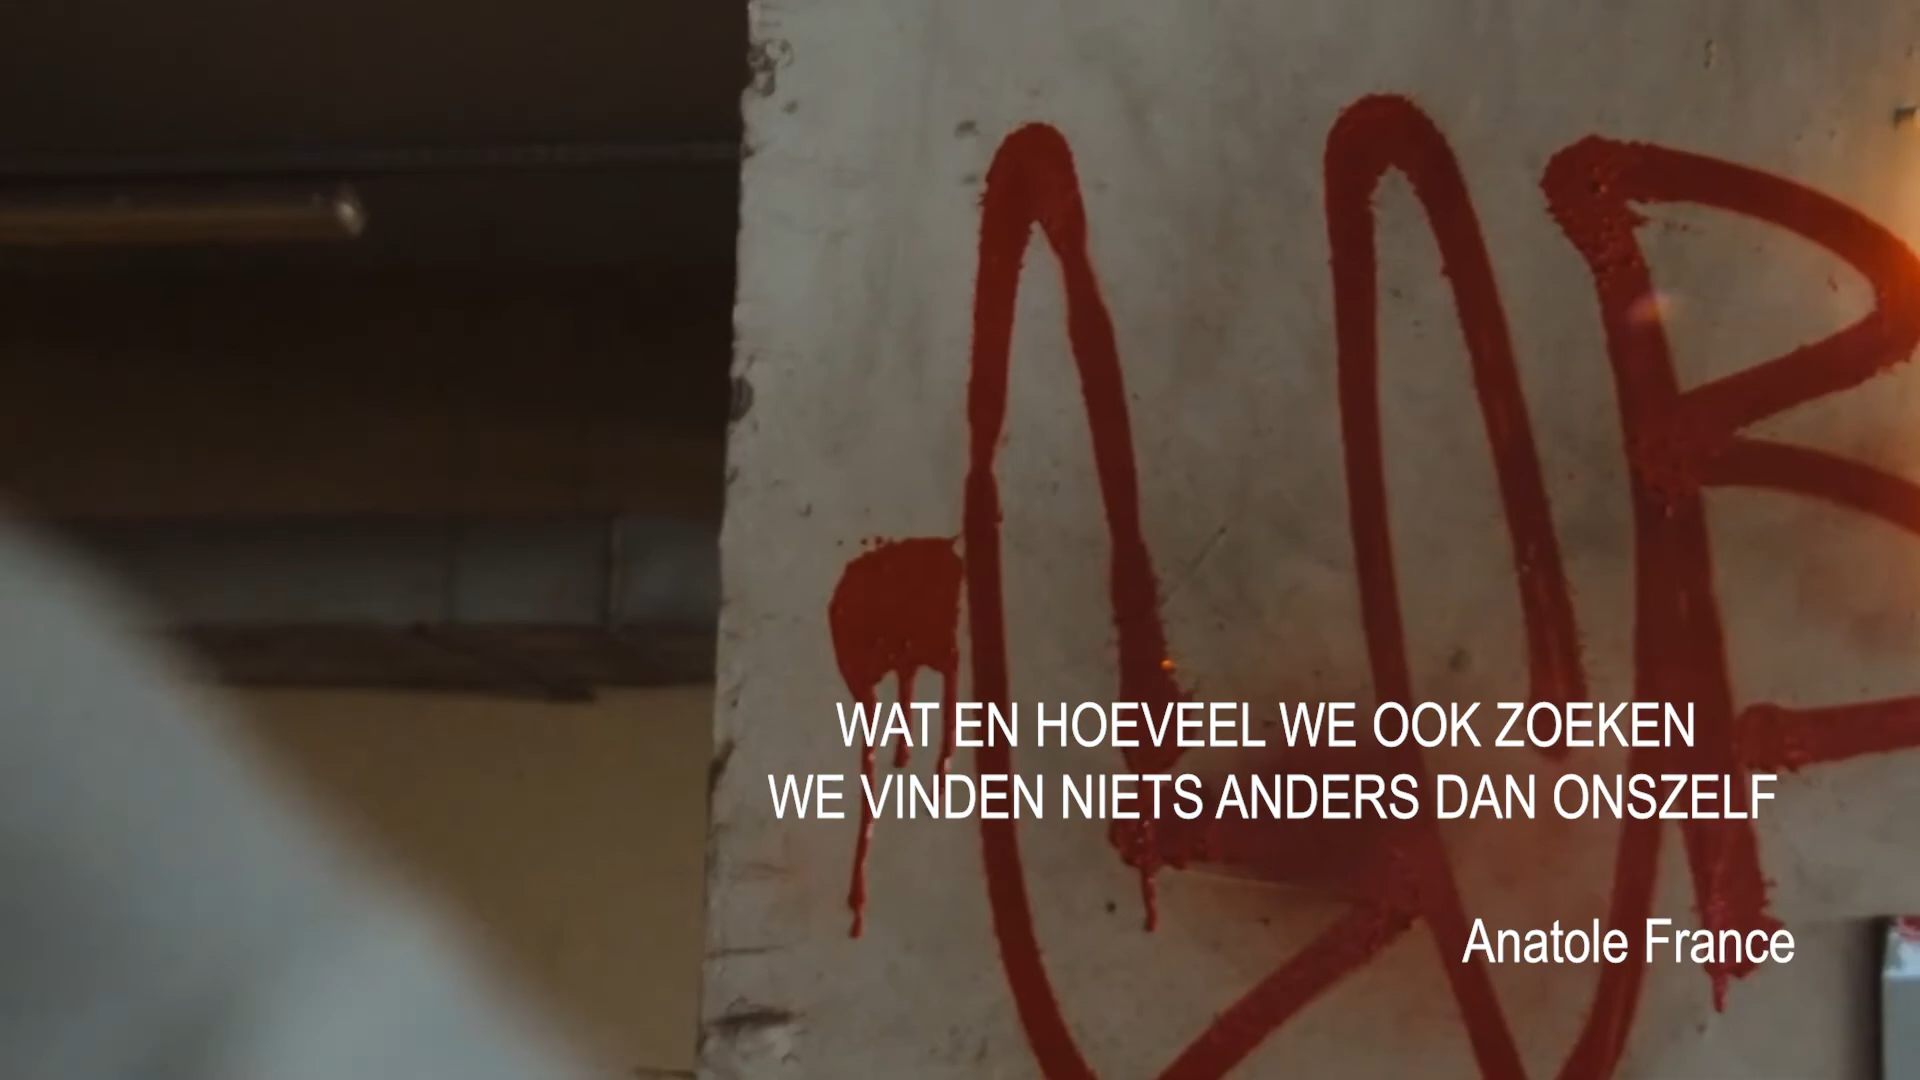 WAT EN HOEVEEL WE OOK ZOEKEN
WE VINDEN NIETS ANDERS DAN ONSZELF
Anatole France